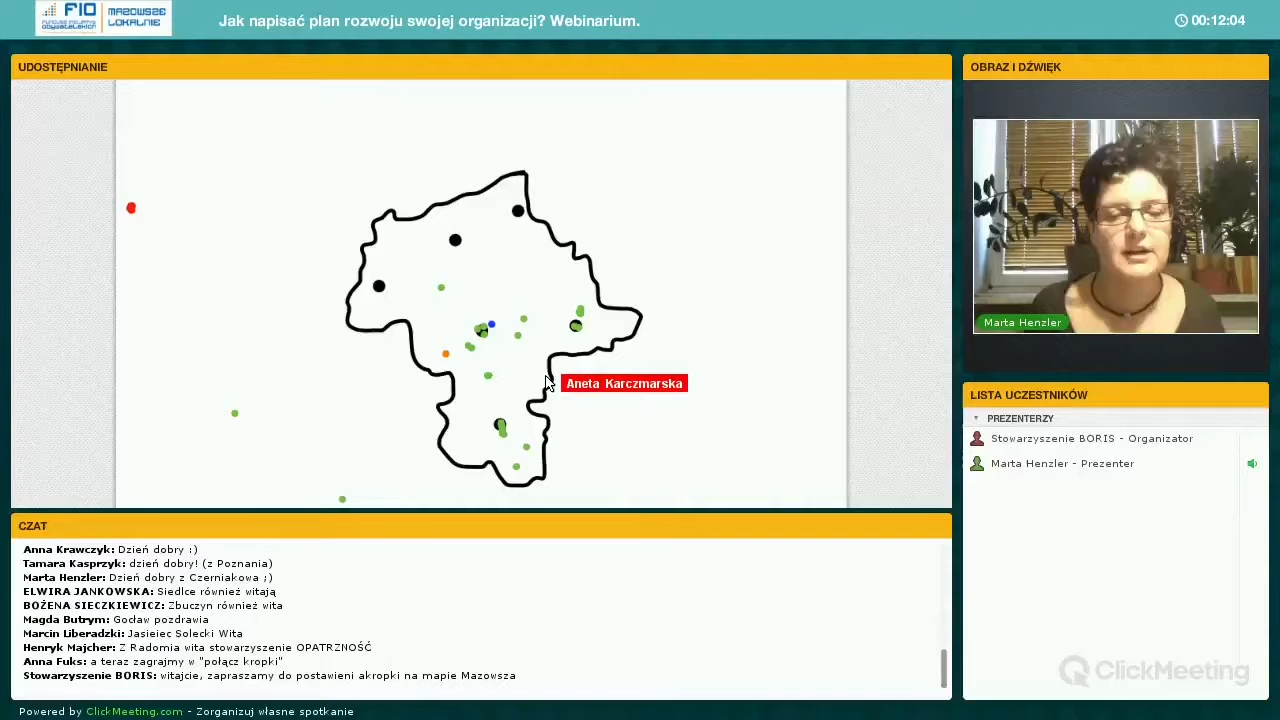 FIO
FUNDUSZ INICJATYW
OBYWATELSKICH
MAZOWSZE
LOKALNIE
Jak napisać plan rozwoju swojej organizacji? Webinarium.
00:12:04
UDOSTĘPNIANIE
OBRAZ I DŹWIĘK
Marta Henzler
Aneta Karczmarska
LISTA UCZESTNIKÓW
PREZENTERZY
Stowarzyszenie BORIS - Organizator
Marta Henzler - Prezenter
CZAT
Anna Krawczyk: Dzień dobry :)
Tamara Kasprzyk: dzień dobry! (z Poznania)
Marta Henzler: Dzień dobry z Czerniakowa ;)
ELWIRA JANKOWSKA: Siedlce również witają
BOŻENA SIECZKIEWICZ: Zbuczyn również wita
Magda Butrym: Gocław pozdrawia
Marcin Liberadzki: Jasieiec Solecki Wita
Henryk Majcher: Z Radomia wita stowarzyszenie OPATRZNOŚĆ
Anna Fuks: a teraz zagrajmy w "połącz kropki"
Stowarzyszenie BORIS: witajcie, zapraszamy do postawieni akropki na mapie Mazowsza
ClickMeeting
Powered by ClickMeeting.com - Zorganizuj własne spotkanie